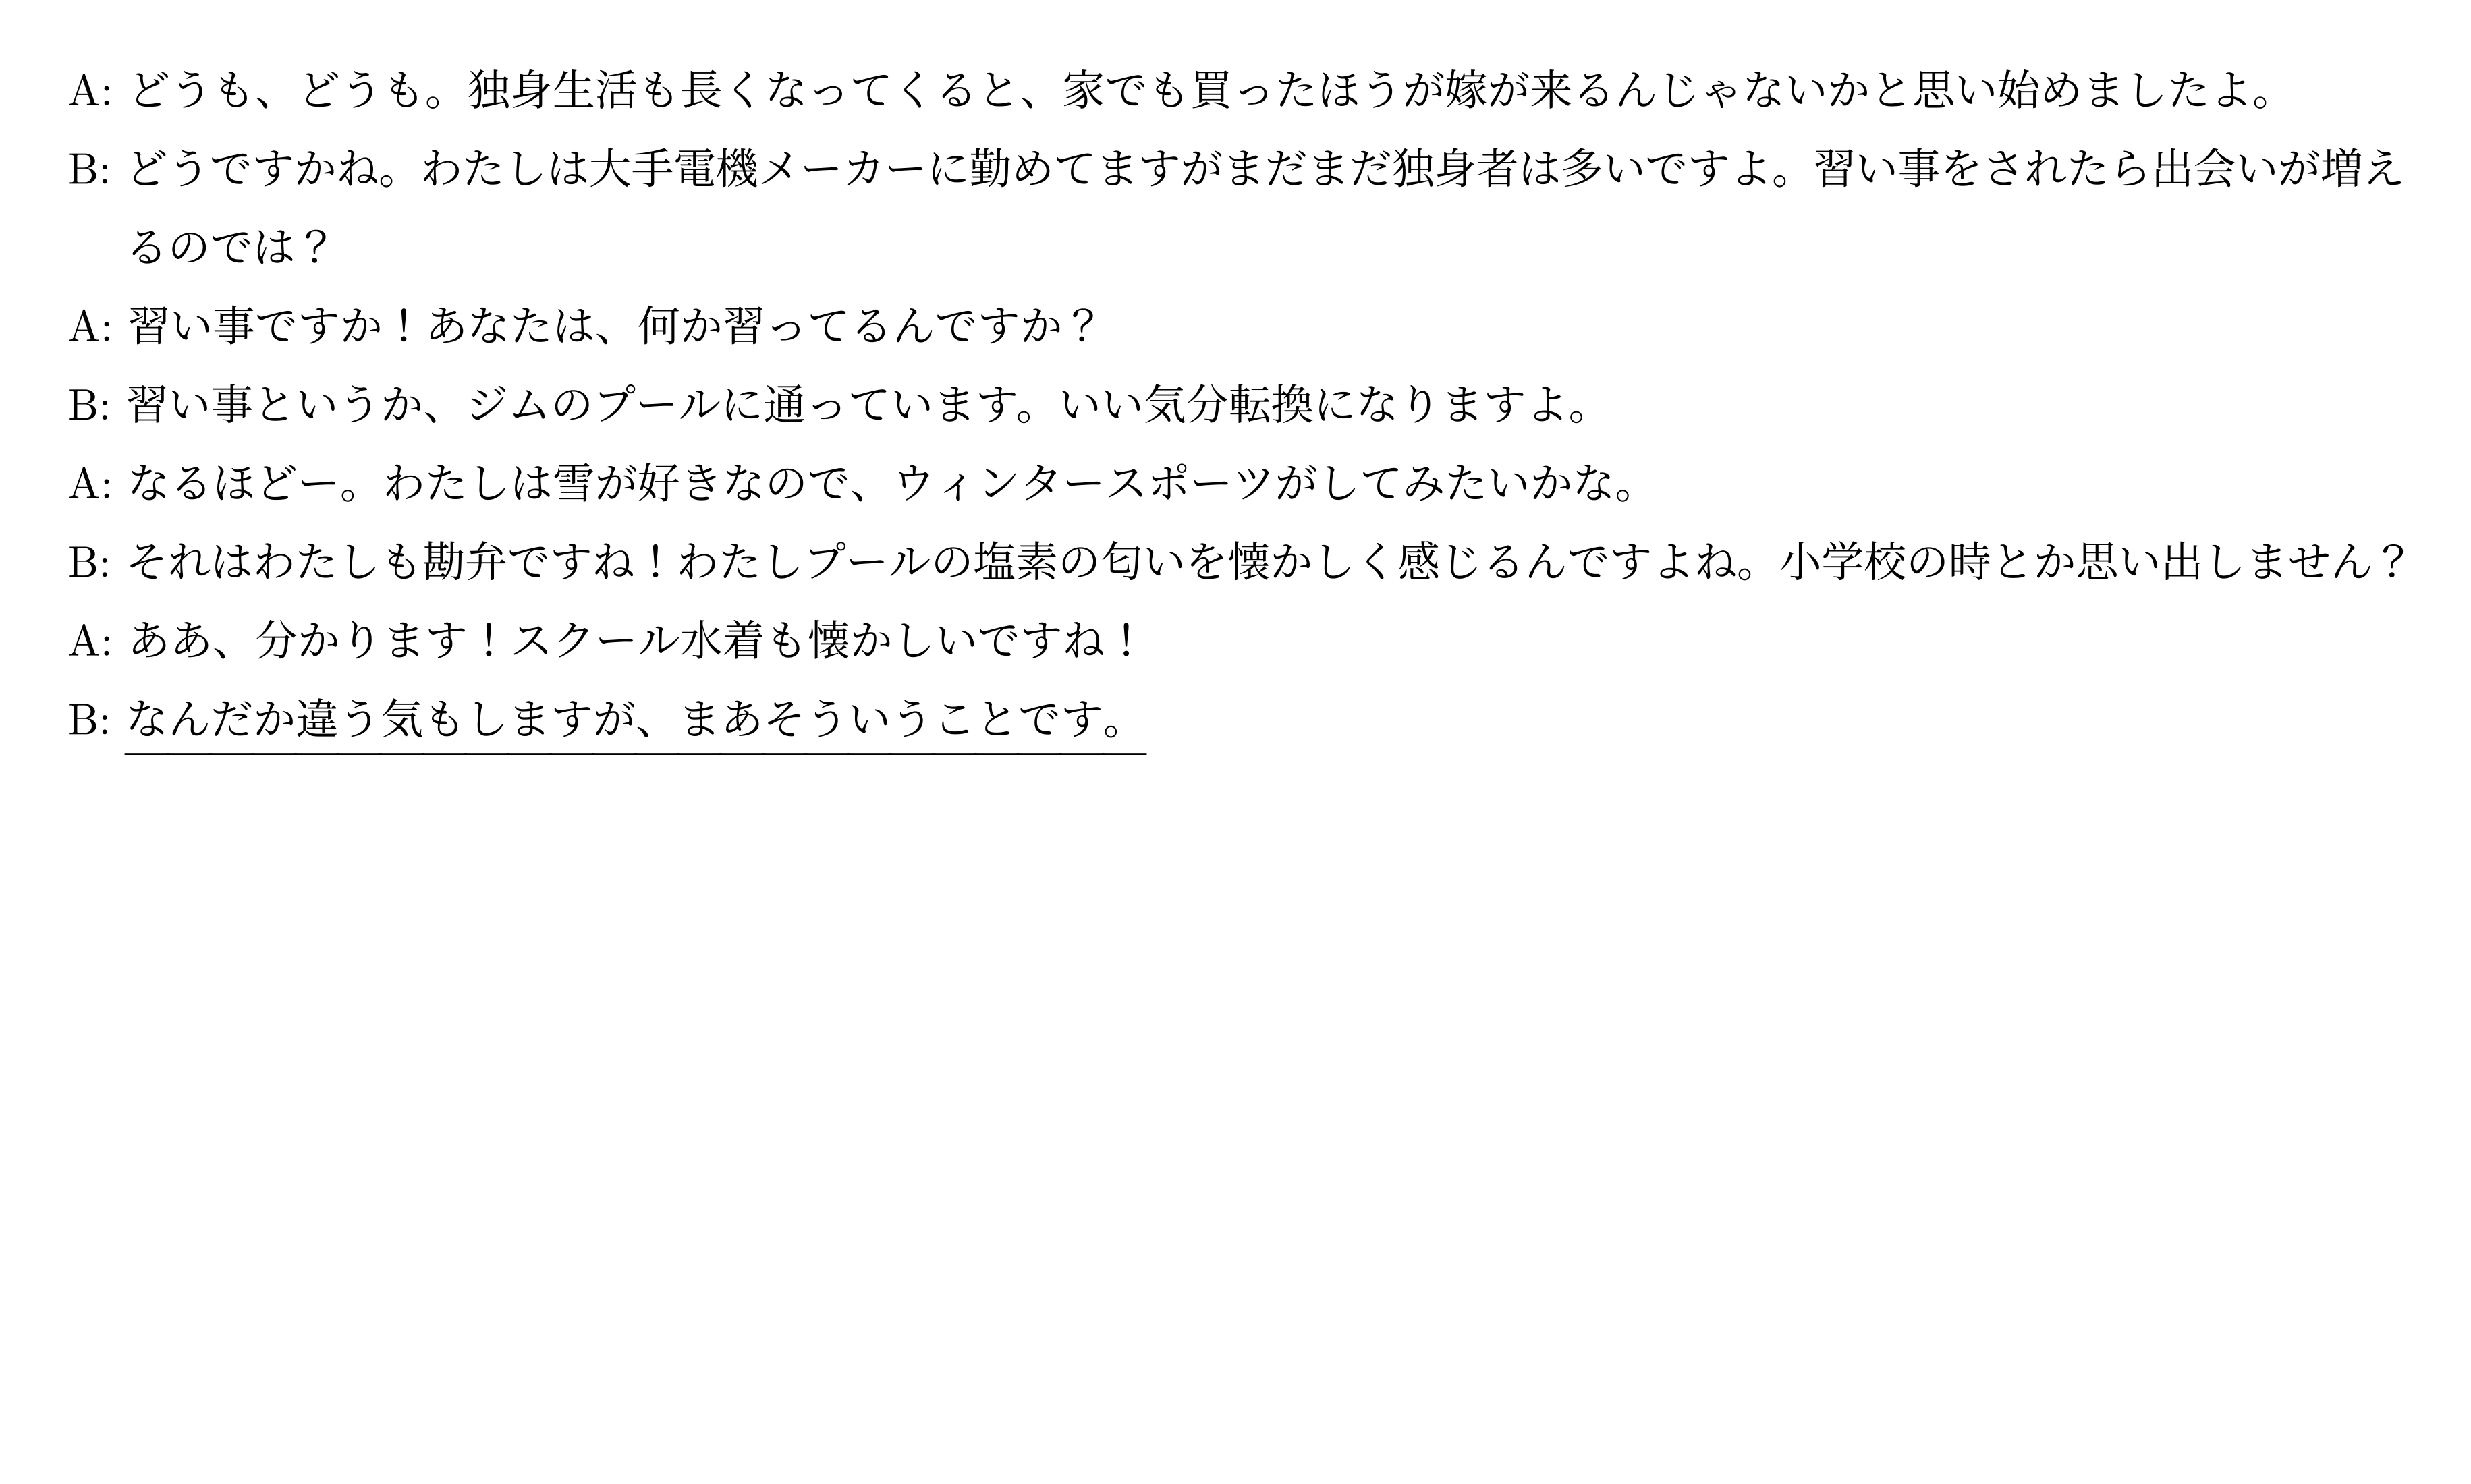 A: どうも、どうも。独身生活も長くなってくると、家でも買ったほうが嫁が来るんじゃないかと思い始めましたよ。
B: どうですかね。わたしは大手電機メーカーに勤めてますがまだまだ独身者は多いですよ。習い事をされたら出会いが増え
るのでは？
A: 習い事ですか！あなたは、何か習ってるんですか？
B: 習い事というか、ジムのプールに通っています。いい気分転換になりますよ。
A: なるほどー。わたしは雪が好きなので、ウィンタースポーツがしてみたいかな。
B: それはわたしも勘弁ですね！わたしプールの塩素の匂いを懐かしく感じるんですよね。小学校の時とか思い出しません？
A: ああ、分かります！スクール水着も懐かしいですね！
B: なんだか違う気もしますが、まあそういうことです。